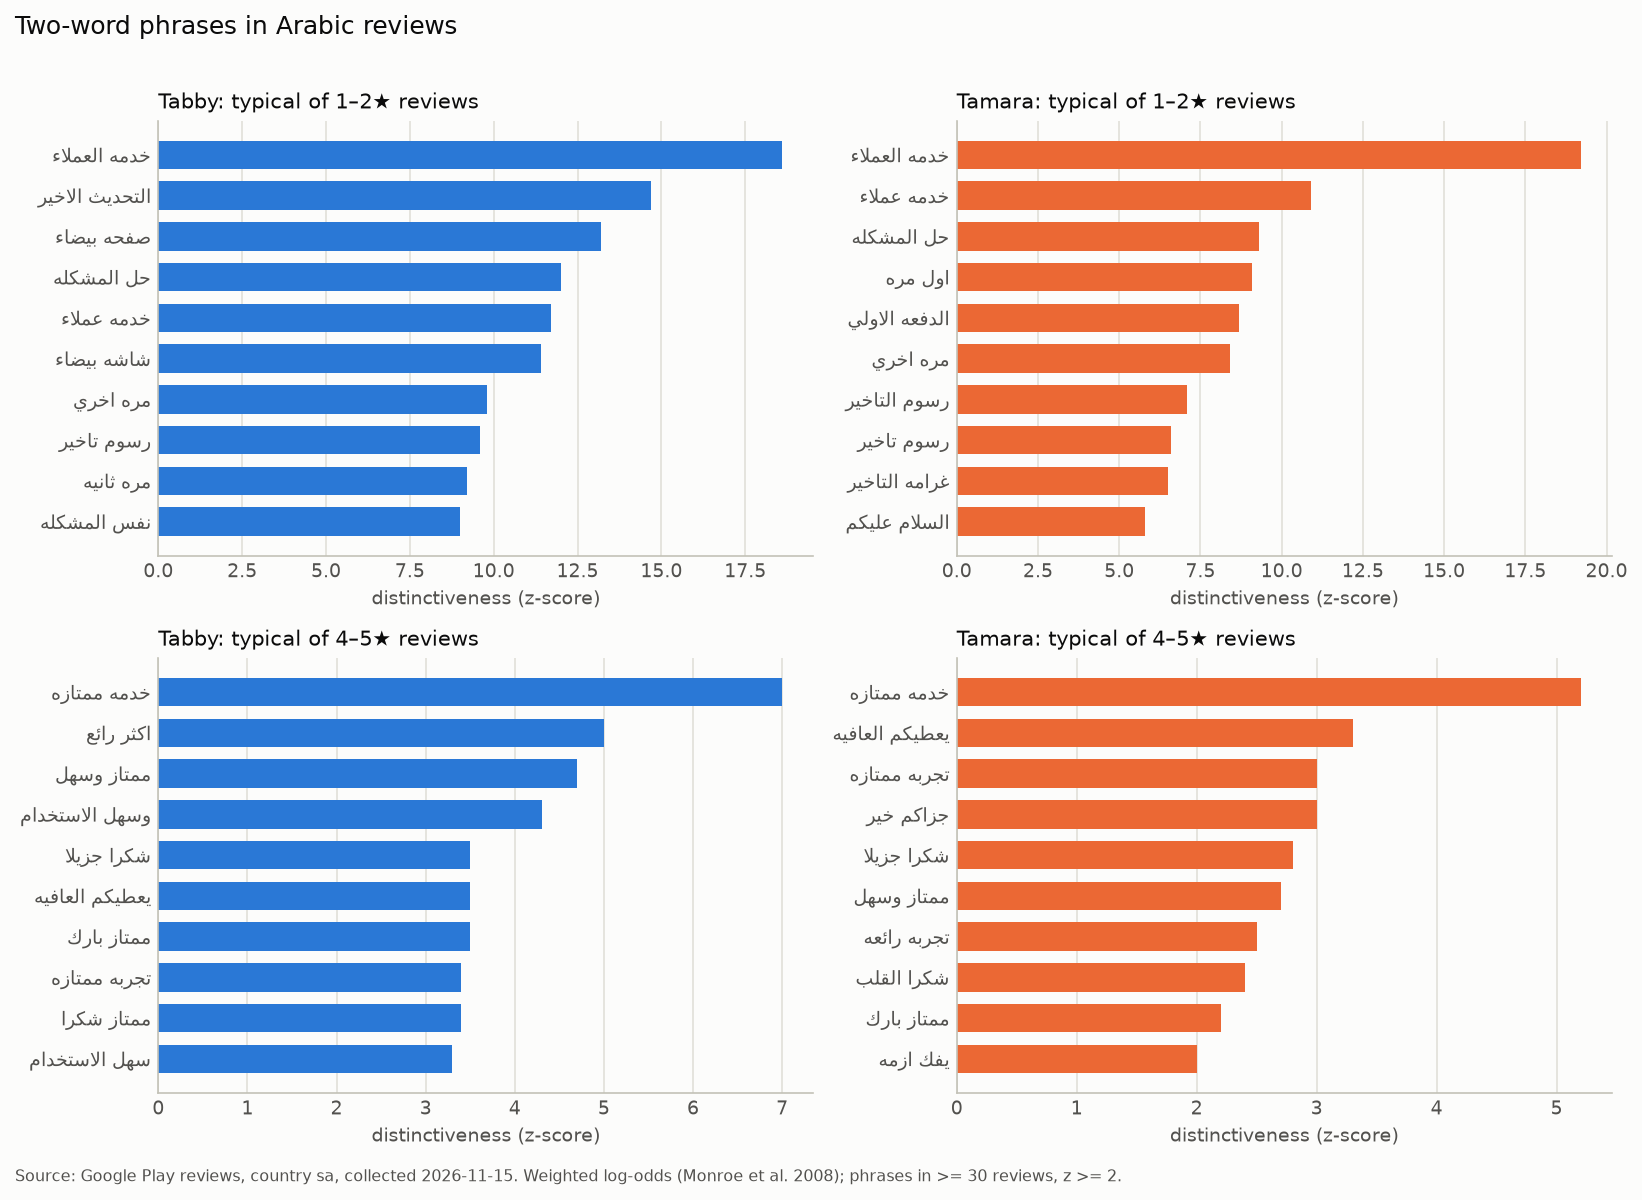 Two-word phrases in Arabic reviews
Tabby: typical of 1–2★ reviews
خدمه العملاء
التحديث الاخير
صفحه بيضاء
حل المشكله
خدمه عملاء
شاشه بيضاء
مره اخري
رسوم تاخير
مره ثانيه
نفس المشكله
0.0 2.5 5.0 7.5 10.0 12.5 15.0 17.5
distinctiveness (z-score)
Tamara: typical of 1–2★ reviews
خدمه العملاء
خدمه عملاء
حل المشكله
اول مره
الدفعه الاولي
مره اخري
رسوم التاخير
رسوم تاخير
غرامه التاخير
السلام عليكم
0.0 2.5 5.0 7.5 10.0 12.5 15.0 17.5 20.0
distinctiveness (z-score)
Tabby: typical of 4–5★ reviews
خدمه ممتازه
اكثر رائع
ممتاز وسهل
وسهل الاستخدام
شكرا جزيلا
يعطيكم العافيه
ممتاز بارك
تجربه ممتازه
ممتاز شكرا
سهل الاستخدام
0 1 2 3 4 5 6 7
distinctiveness (z-score)
Tamara: typical of 4–5★ reviews
خدمه ممتازه
يعطيكم العافيه
تجربه ممتازه
جزاكم خير
شكرا جزيلا
ممتاز وسهل
تجربه رائعه
شكرا القلب
ممتاز بارك
يفك ازمه
0 1 2 3 4 5
distinctiveness (z-score)
Source: Google Play reviews, country sa, collected 2026-11-15. Weighted log-odds (Monroe et al. 2008); phrases in >= 30 reviews, z >= 2.